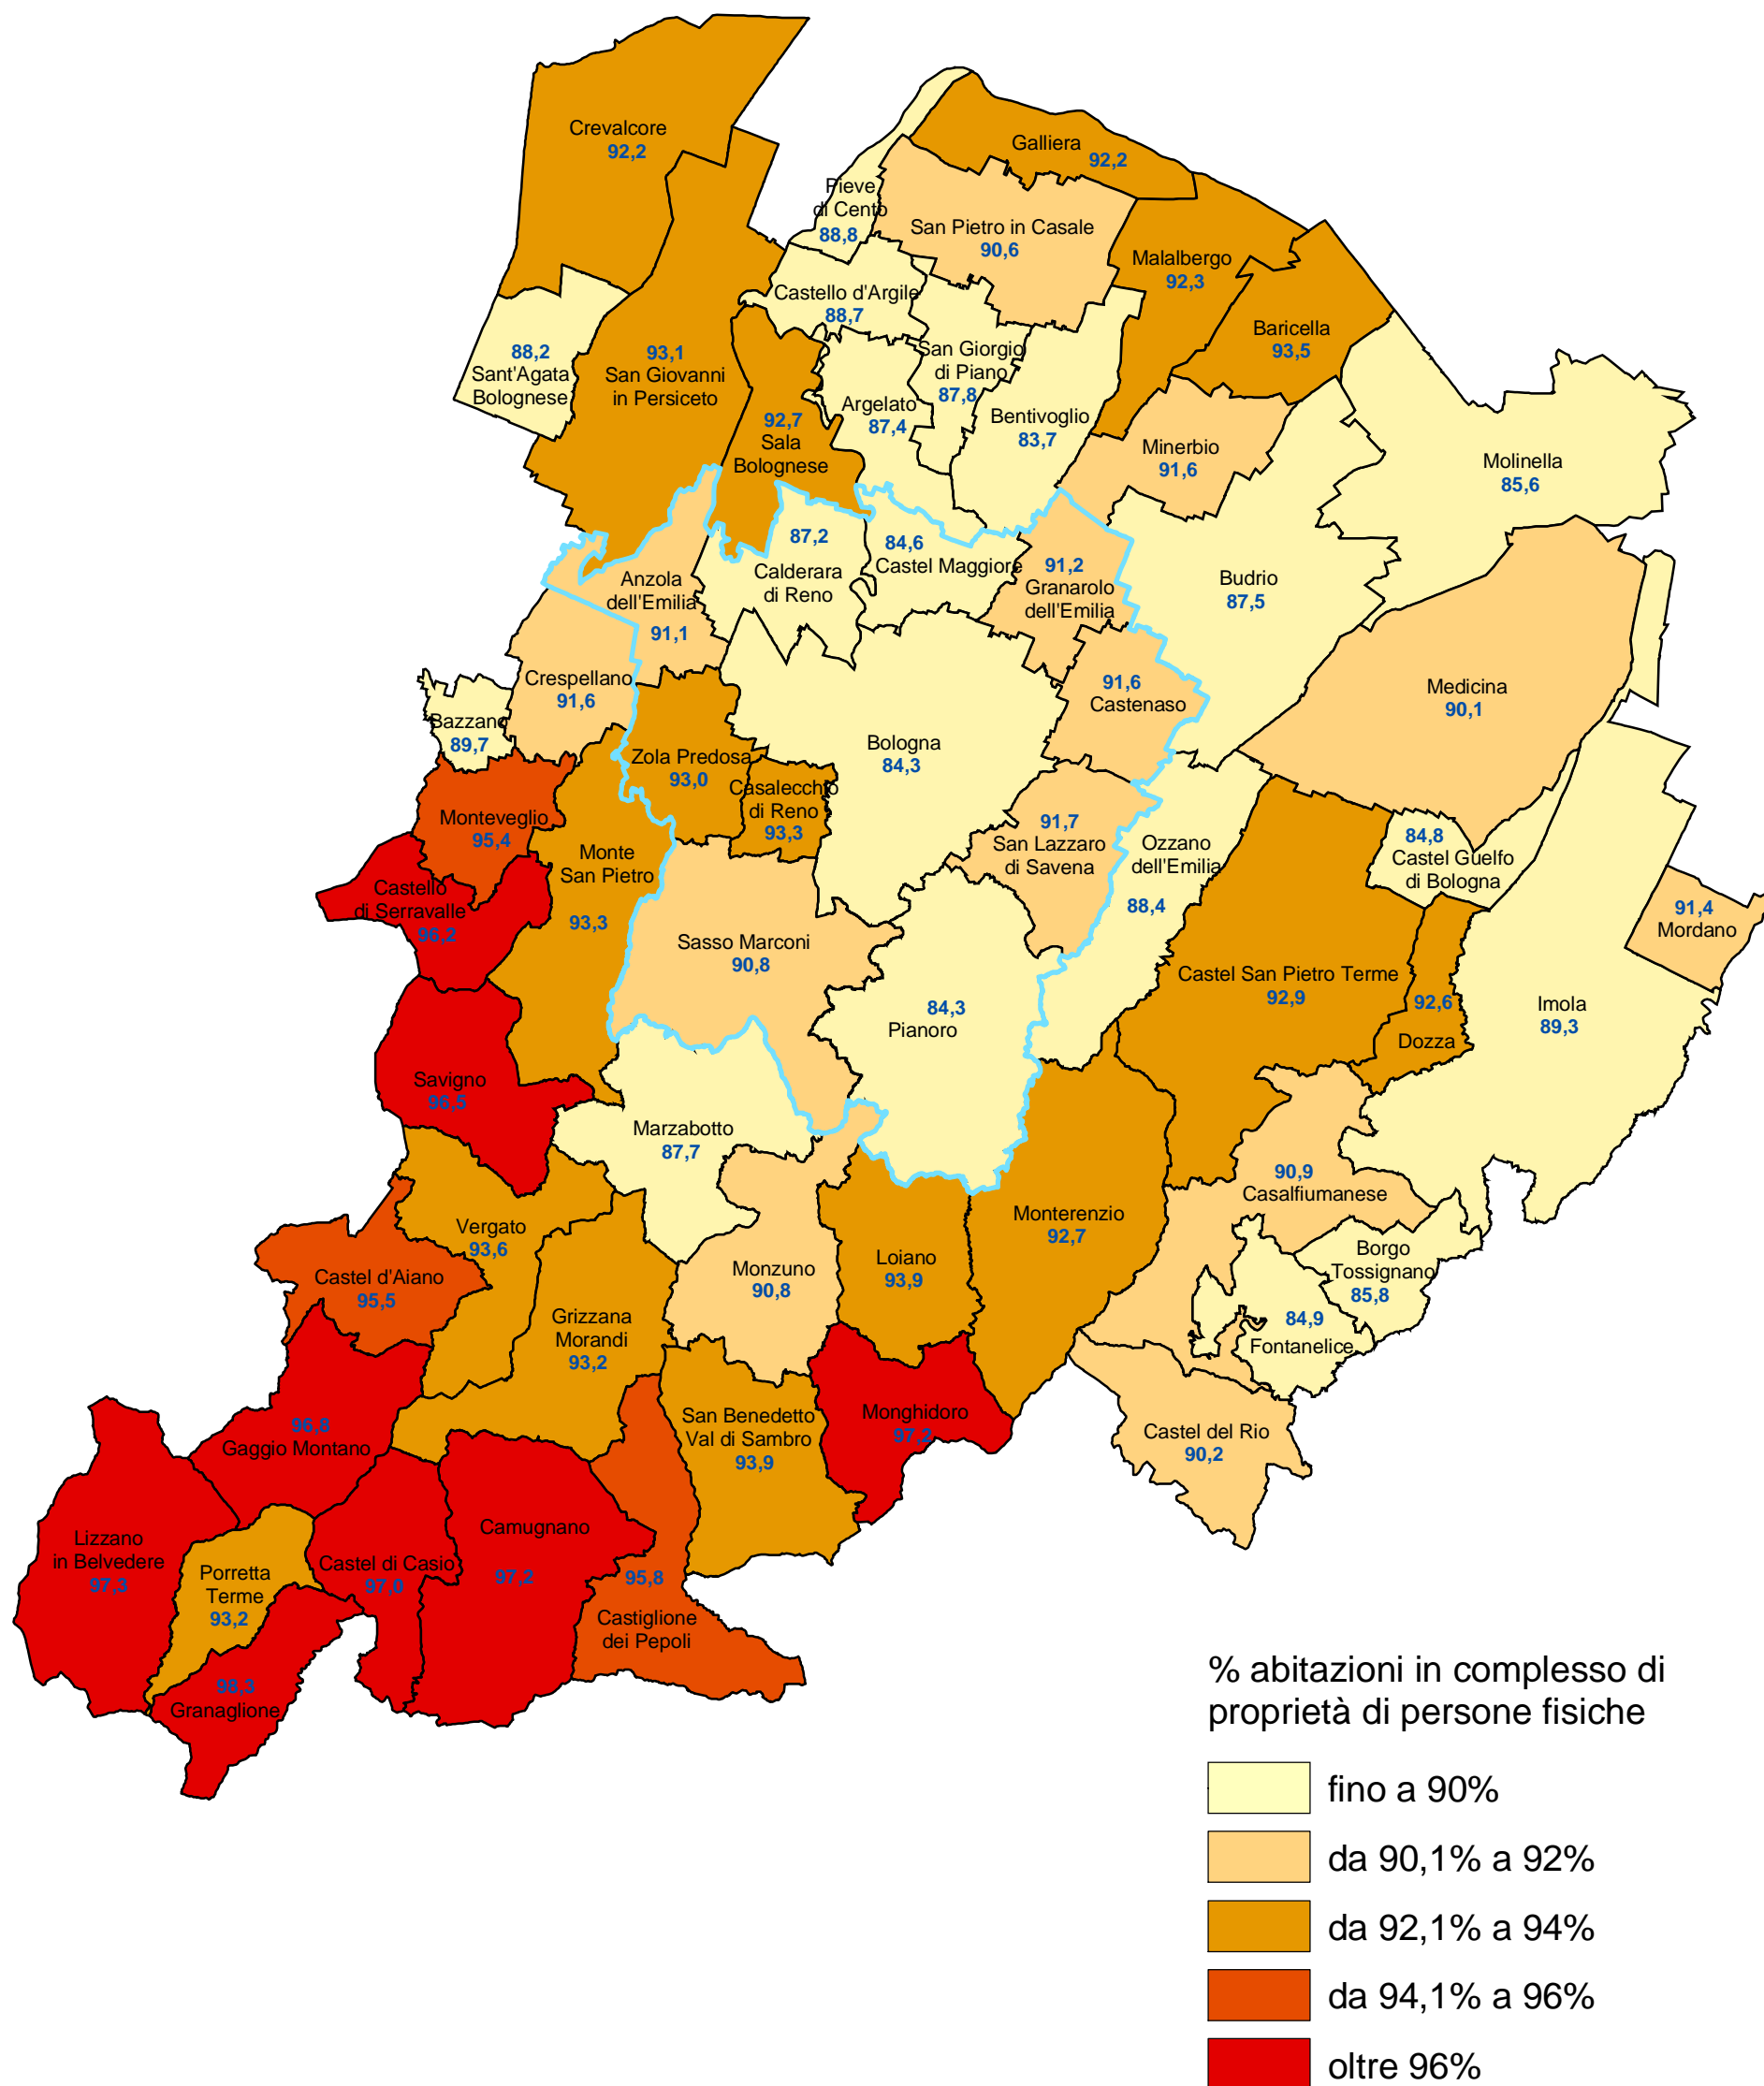 Crevalcore
92,2
Galliera
92,2
Pieve
di Cento
88,8
San Pietro in Casale
90,6
Malalbergo
92,3
Castello d'Argile
88,7
Baricella
93,5
88,2
Sant'Agata
Bolognese
93,1
San Giovanni
in Persiceto
San Giorgio
di Piano
87,8
Argelato
87,4
Bentivoglio
83,7
92,7
Sala
Bolognese
Minerbio
91,6
Molinella
85,6
87,2
Calderara
di Reno
84,6
Castel Maggiore
91,2
Granarolo
dell'Emilia
Anzola
dell'Emilia
91,1
Budrio
87,5
Crespellano
91,6
91,6
Castenaso
Medicina
90,1
Bazzano
89,7
Bologna
84,3
Zola Predosa
93,0
Casalecchio
di Reno
93,3
Monteveglio
95,4
91,7
San Lazzaro
di Savena
Ozzano
dell'Emilia
88,4
84,8
Castel Guelfo
di Bologna
Monte
San Pietro
93,3
Castello
di Serravalle
96,2
91,4
Mordano
Sasso Marconi
90,8
Castel San Pietro Terme
92,9
92,6
Dozza
Imola
89,3
84,3
Pianoro
Savigno
96,5
Marzabotto
87,7
90,9
Casalfiumanese
Vergato
93,6
Monterenzio
92,7
Castel d'Aiano
95,5
Monzuno
90,8
Loiano
93,9
Borgo
Tossignano
85,8
Grizzana
Morandi
93,2
84,9
Fontanelice
96,8
Gaggio Montano
San Benedetto
Val di Sambro
93,9
Monghidoro
97,2
Castel del Rio
90,2
Lizzano
in Belvedere
97,3
Porretta
Terme
93,2
Castel di Casio
97,0
Camugnano
97,2
95,8
Castiglione
dei Pepoli
98,3
Granaglione
% abitazioni in complesso di
proprietà di persone fisiche
fino a 90%
da 90,1% a 92%
da 92,1% a 94%
da 94,1% a 96%
oltre 96%